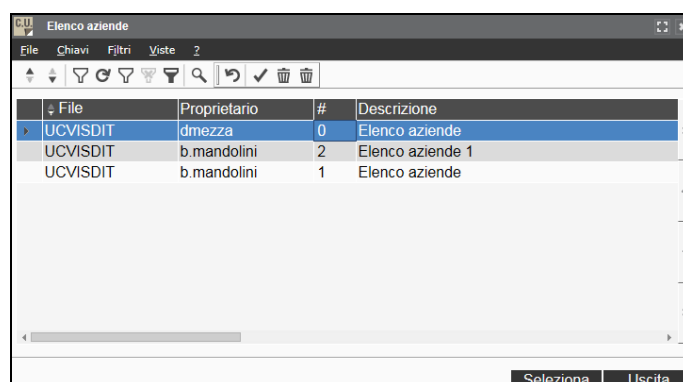 C.U. Elenco aziende
File Chiavi Filtri Viste ?
File Proprietario # Descrizione
UCVISDIT dmezza 0 Elenco aziende
UCVISDIT b.mandolini 2 Elenco aziende 1
UCVISDIT b.mandolini 1 Elenco aziende
Seleziona Uscita